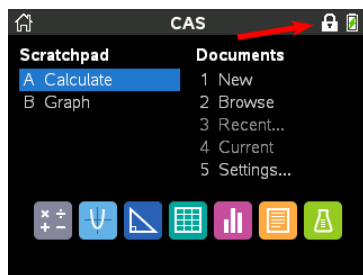 CAS
Scratchpad
A Calculate
B Graph
Documents
1 New
2 Browse
3 Recent...
4 Current
5 Settings...